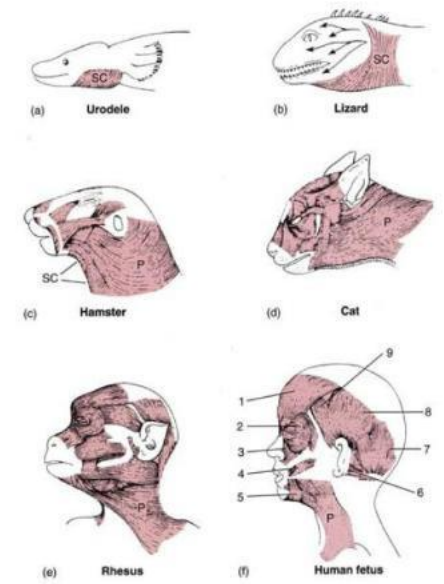 SC
(a) Urodele
SC
(b) Lizard
SC
P
(c) Hamster
P
(d) Cat
P
(e) Rhesus
1
2
3
4
5
9
8
7
6
P
(f) Human fetus